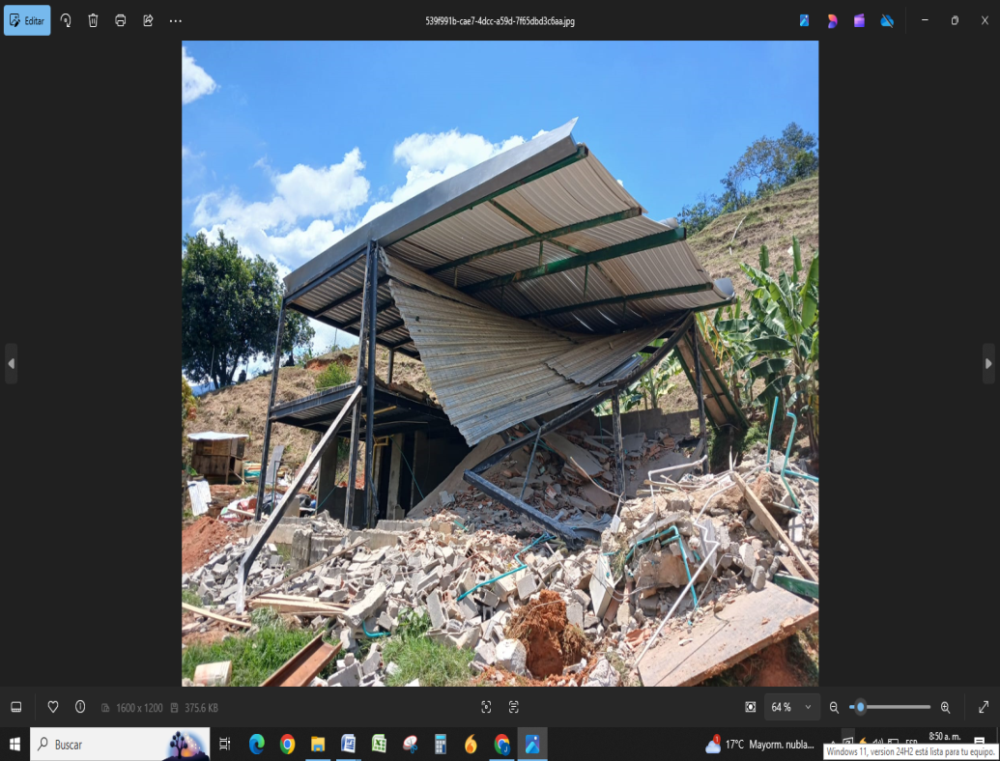 Editar
539f991b-cae7-4dcc-a59d-7f65dbd3c6aa.jpg
1600 x 1200
375.6 KB
64 %
Buscar
17°C Mayorm. nubla...
8:50 a. m.
Windows 11, version 24H2 está lista para tu equipo.